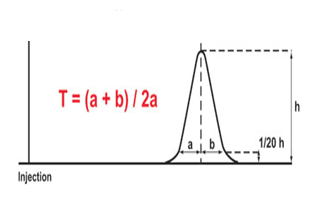 T = (a + b) / 2a
h
a
b
1/20 h
Injection